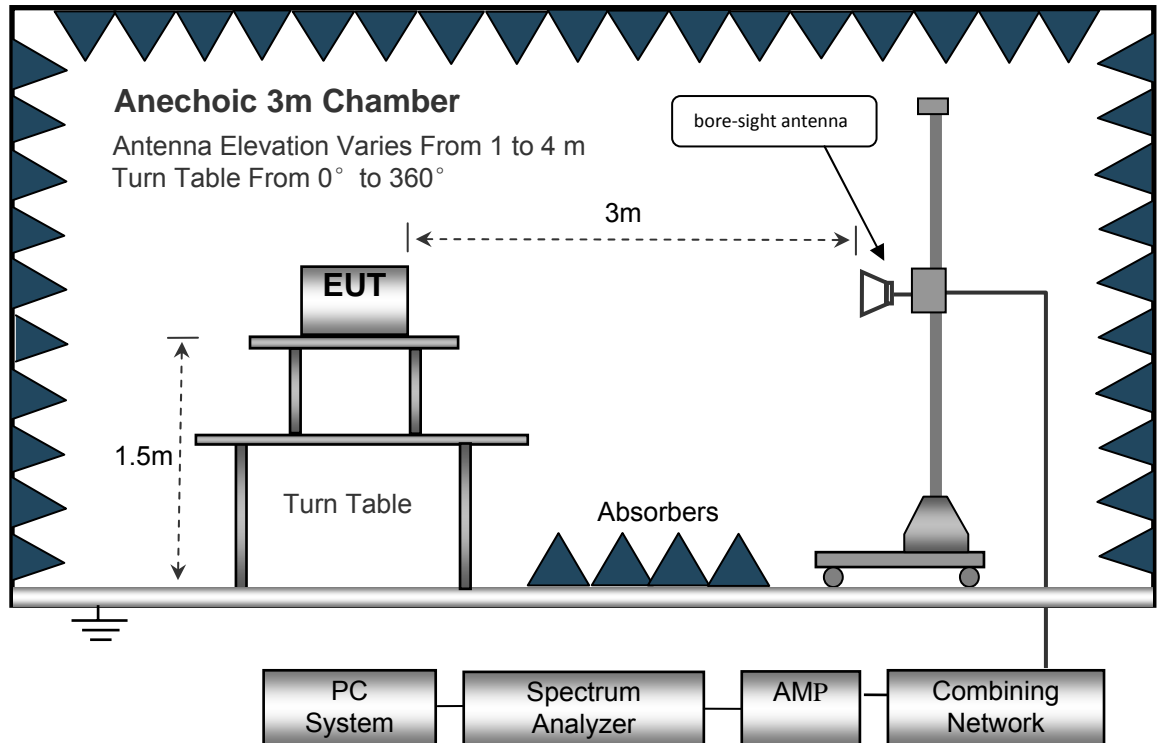 Anechoic 3m Chamber
Antenna Elevation Varies From 1 to 4 m
Turn Table From 0° to 360°
bore-sight antenna
3m
EUT
1.5m
Turn Table
Absorbers
PC
System
Spectrum
Analyzer
AMP
Combining
Network